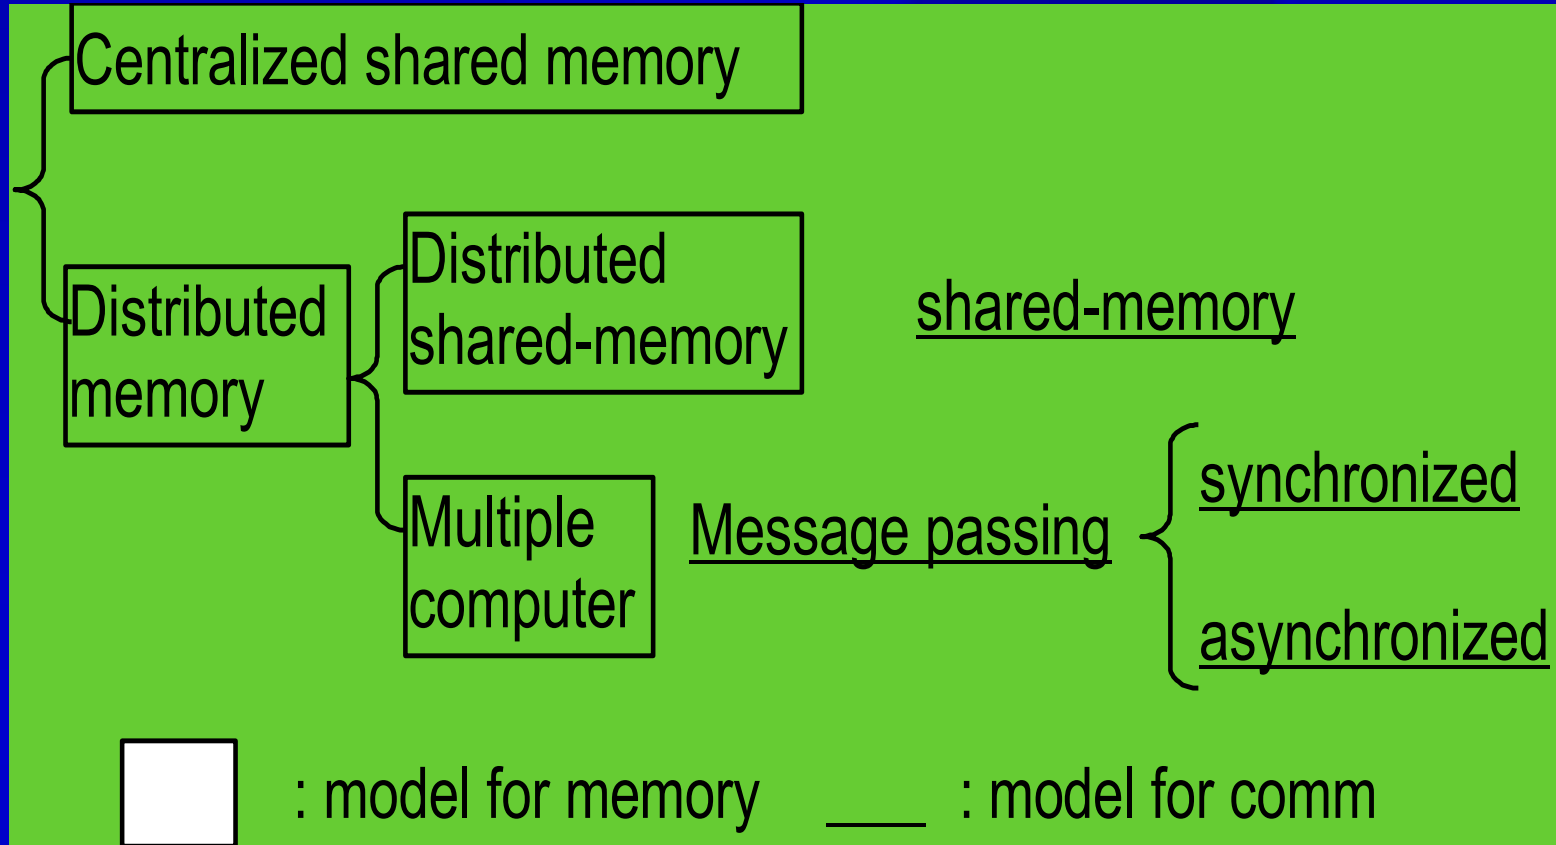 Centralized shared memory
Distributed
memory
Distributed
shared-memory
shared-memory
Multiple
computer
Message passing
synchronized
asynchronized
: model for memory
: model for comm